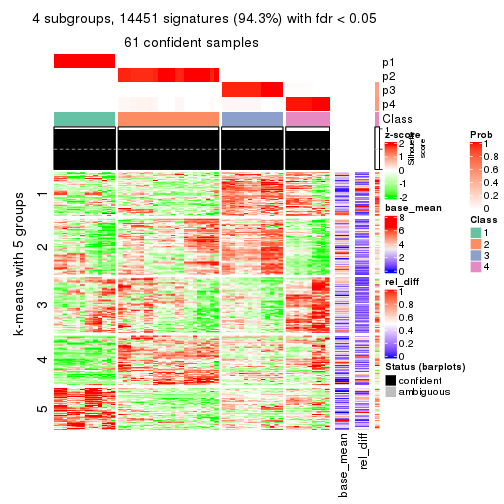 4 subgroups, 14451 signatures (94.3%) with fdr < 0.05
61 confident samples
p1
p2
p3
p4
Class
1
Silhouette
score
k-means with 5 groups
1
2
3
4
5
base_mean
rel_diff
z-score
2
1
0
-1
-2
base_mean
8
6
4
2
0
rel_diff
1
0.8
0.6
0.4
0.2
0
Status (barplots)
confident
ambiguous
Prob
1
0.8
0.6
0.4
0.2
0
Class
1
2
3
4